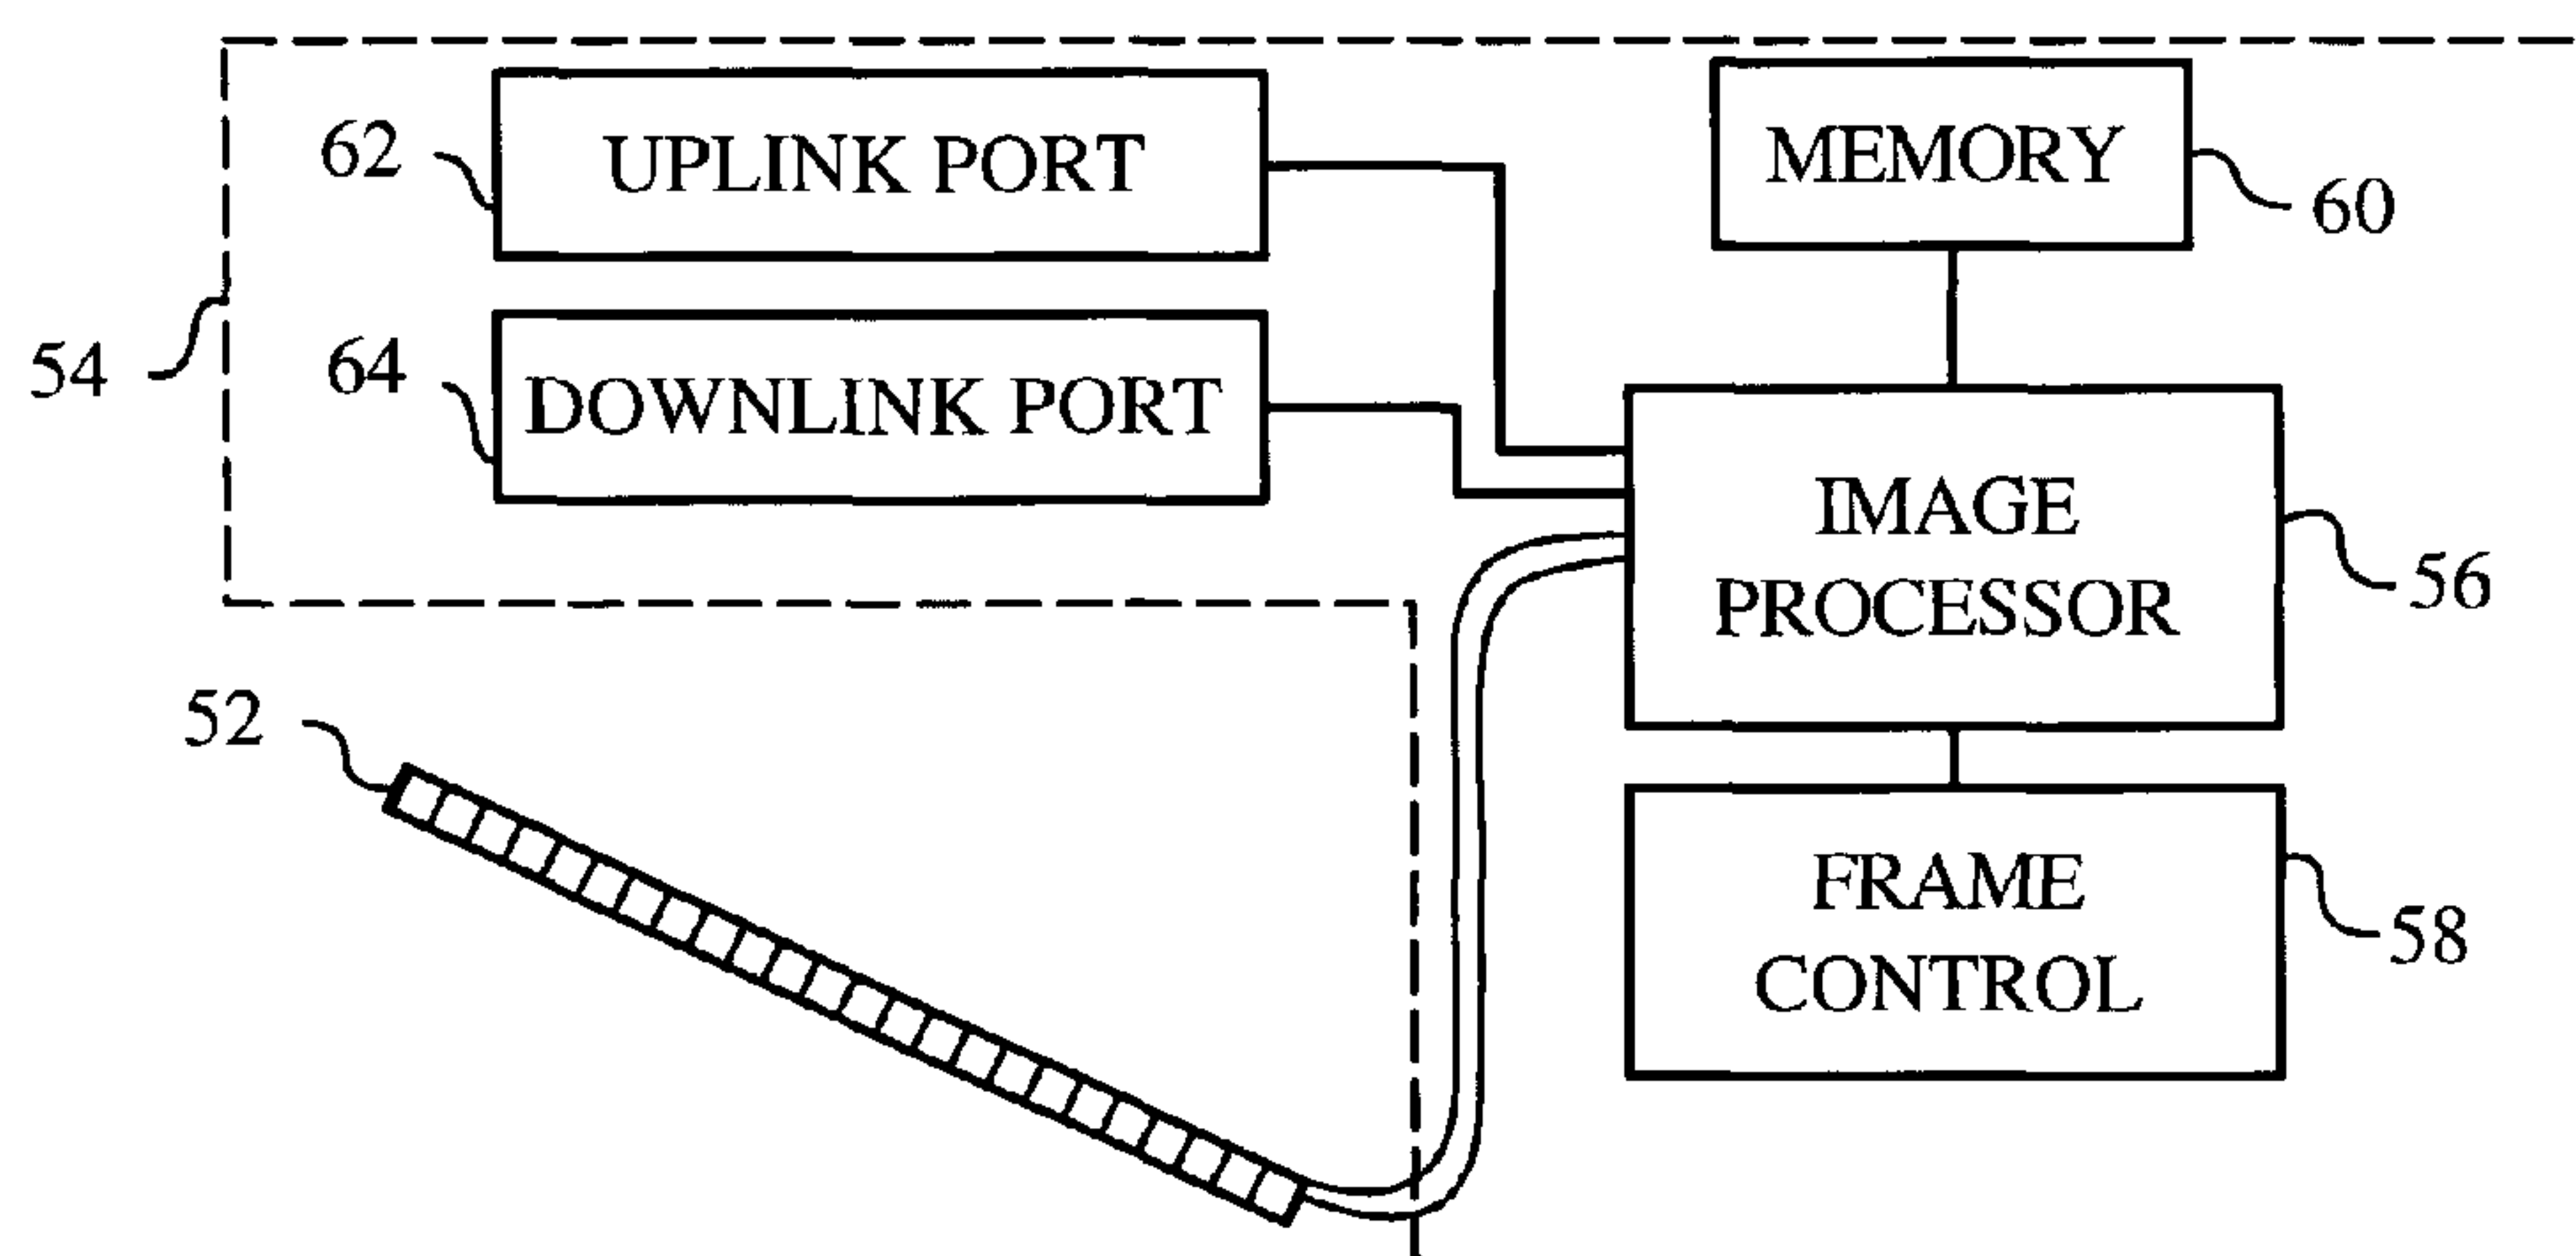 62
UPLINK PORT
MEMORY
60
54
64
DOWNLINK PORT
IMAGE
PROCESSOR
56
52
FRAME
CONTROL
58